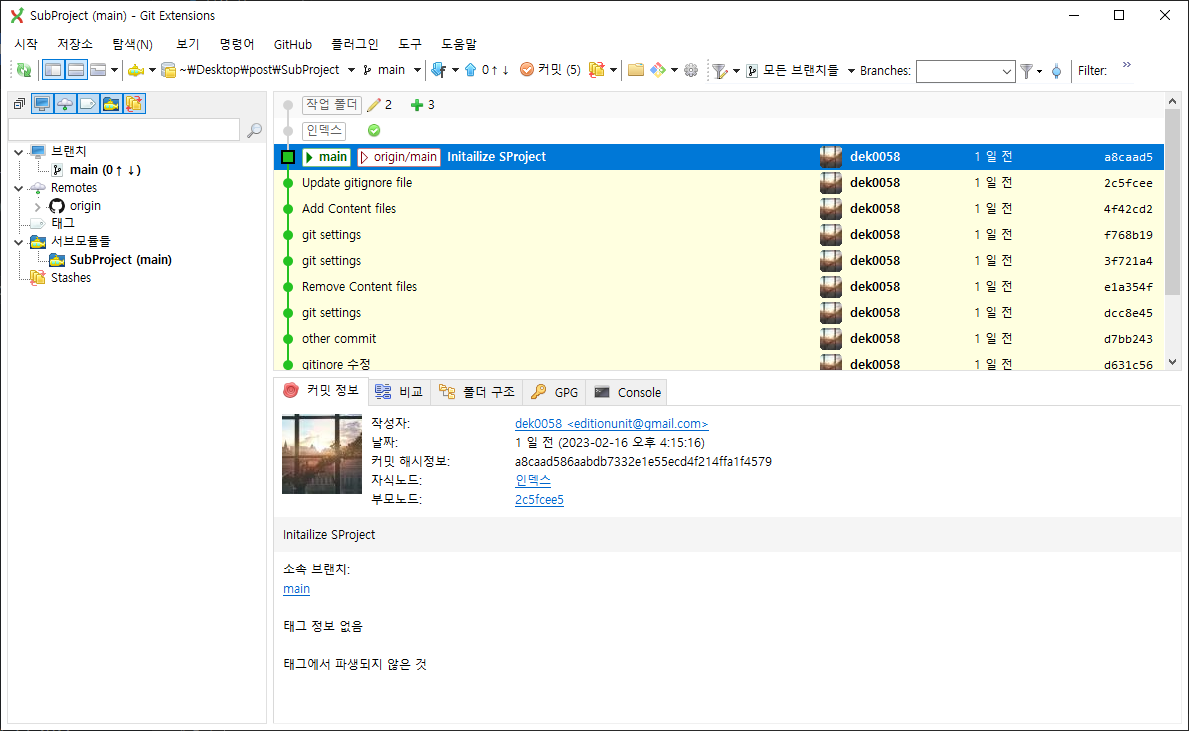 SubProject (main) - Git Extensions
시작 저장소 탐색(N) 보기 명령어 GitHub 플러그인 도구 도움말
~₩Desktop₩post₩SubProject main 0↑↓ 커밋 (5) 모든 브랜치들 Branches: Filter: »
브랜치
main (0↑ ↓)
Remotes
origin
태그
서브모듈들
SubProject (main)
Stashes
작업 폴더 2 3
인덱스
main origin/main Initailize SProject dek0058 1 일 전 a8caad5
Update gitignore file dek0058 1 일 전 2c5fcee
Add Content files dek0058 1 일 전 4f42cd2
git settings dek0058 1 일 전 f768b19
git settings dek0058 1 일 전 3f721a4
Remove Content files dek0058 1 일 전 e1a354f
git settings dek0058 1 일 전 dcc8e45
other commit dek0058 1 일 전 d7bb243
gitinore 수정 dek0058 1 일 전 d631c56
커밋 정보 비교 폴더 구조 GPG Console
작성자: dek0058 <editionunit@gmail.com>
날짜: 1 일 전 (2023-02-16 오후 4:15:16)
커밋 해시정보: a8caad586aabdb7332e1e55ecd4f214ffa1f4579
자식노드: 인덱스
부모노드: 2c5fcee5
Initailize SProject
소속 브랜치:
main
태그 정보 없음
태그에서 파생되지 않은 것